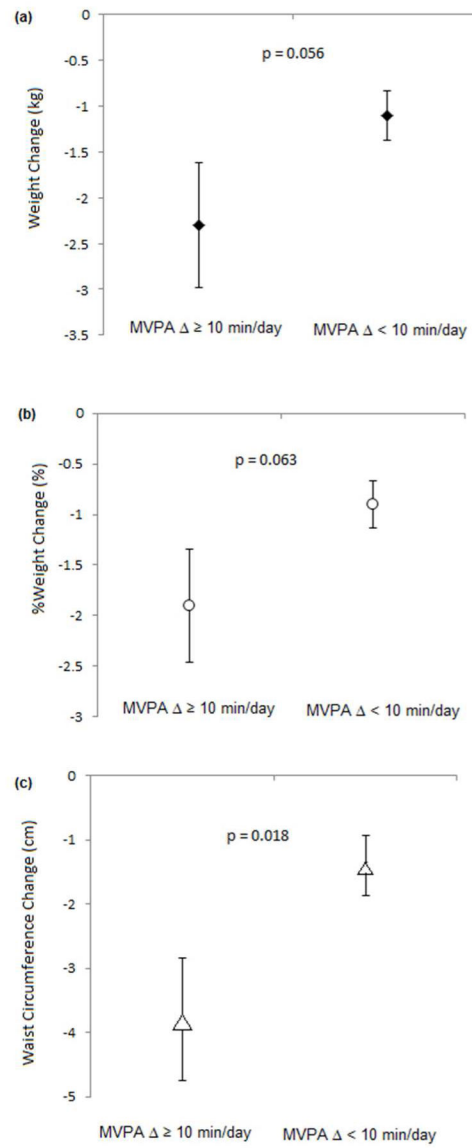 (a)
Weight Change (kg)
0
-0.5
-1
-1.5
-2
-2.5
-3
-3.5
p = 0.056
MVPA Δ ≥ 10 min/day
MVPA Δ < 10 min/day
(b)
%Weight Change (%)
0
-0.5
-1
-1.5
-2
-2.5
-3
p = 0.063
MVPA Δ ≥ 10 min/day
MVPA Δ < 10 min/day
(c)
Waist Circumference Change (cm)
0
-1
-2
-3
-4
-5
p = 0.018
MVPA Δ ≥ 10 min/day
MVPA Δ < 10 min/day